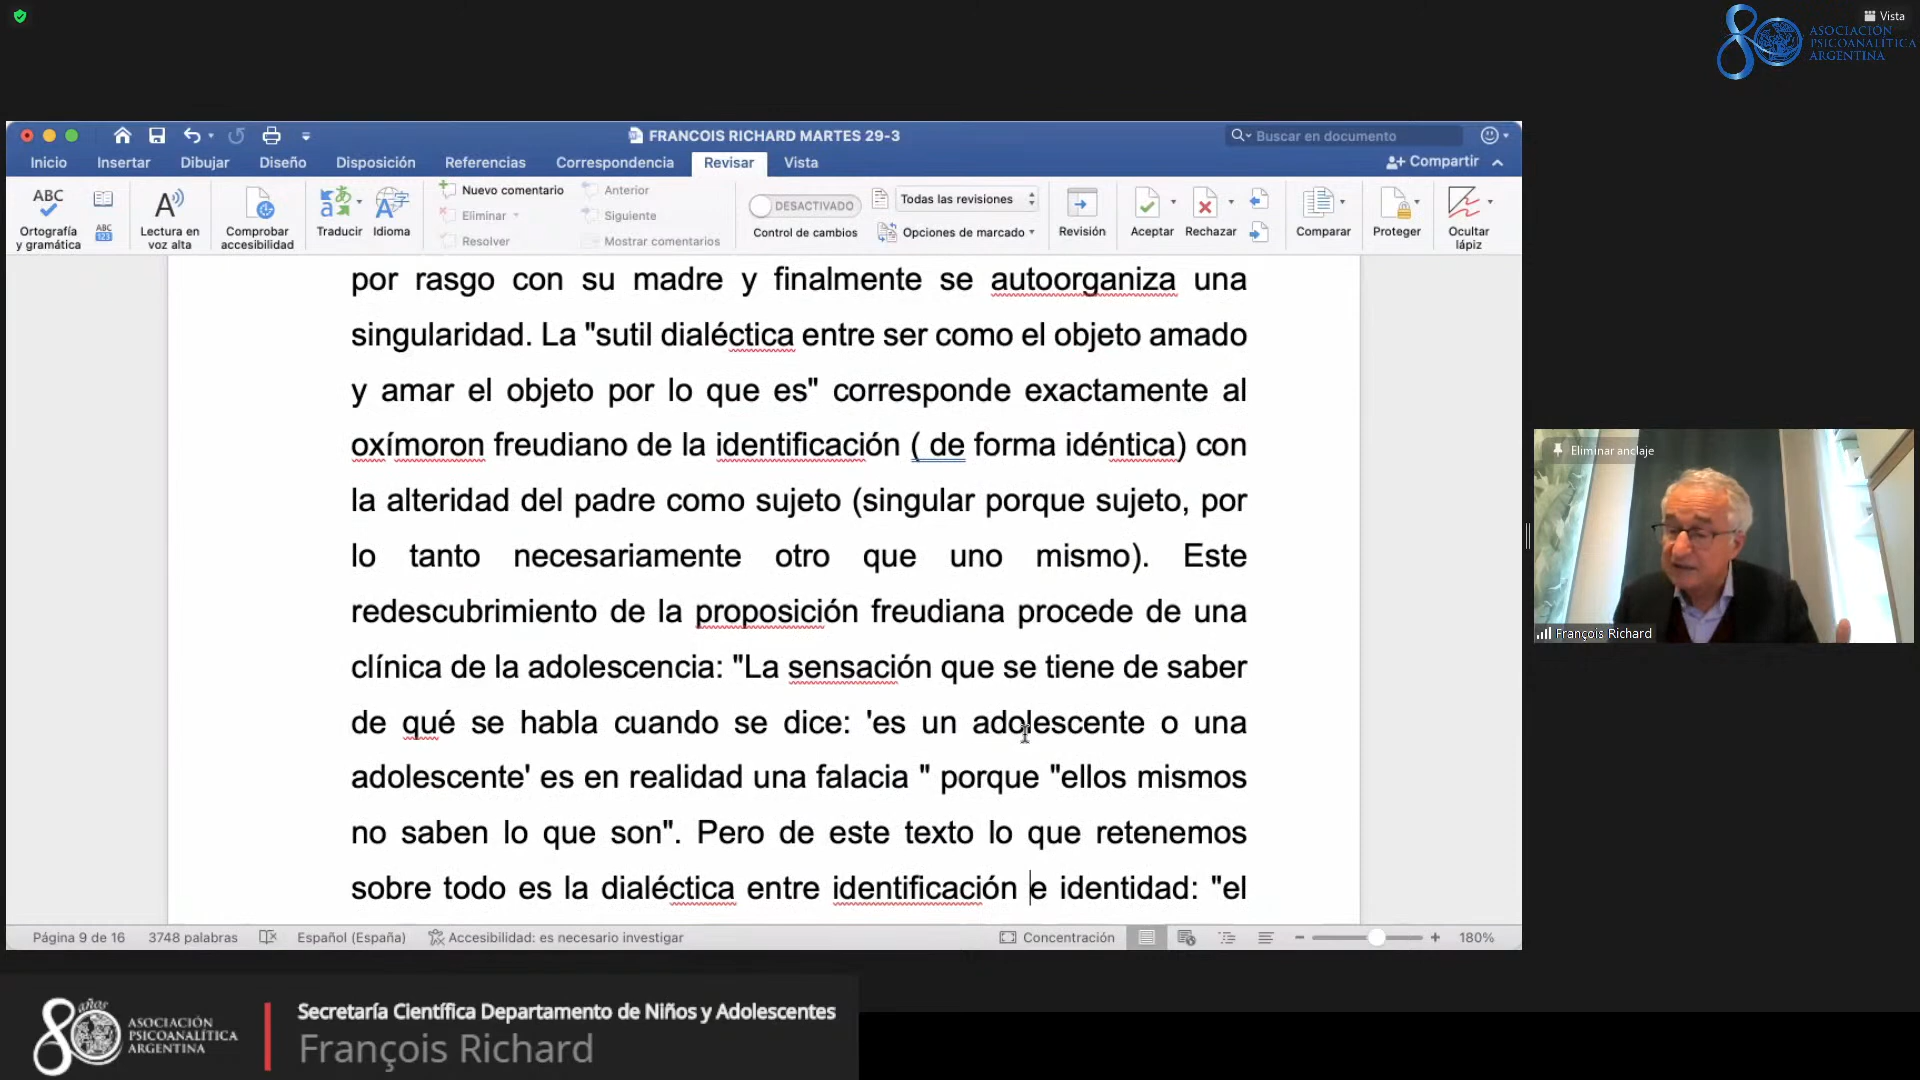 Vista
ASOCIACIÓN
PSICOANALÍTICA
ARGENTINA
FRANCOIS RICHARD MARTES 29-3
Buscar en documento
Inicio Insertar Dibujar Diseño Disposición Referencias Correspondencia Revisar Vista
Compartir
ABC
Ortografía
y gramática
ABC
123
Lectura en
voz alta
Comprobar
accesibilidad
Traducir
Idioma
Nuevo comentario
Eliminar
Resolver
Anterior
Siguiente
Mostrar comentarios
DESACTIVADO
Control de cambios
Todas las revisiones
Opciones de marcado
Revisión
Aceptar
Rechazar
Comparar
Proteger
Ocultar
lápiz
por rasgo con su madre y finalmente se autoorganiza una
singularidad. La "sutil dialéctica entre ser como el objeto amado
y amar el objeto por lo que es" corresponde exactamente al
oxímoron freudiano de la identificación ( de forma idéntica) con
la alteridad del padre como sujeto (singular porque sujeto, por
lo tanto necesariamente otro que uno mismo). Este
redescubrimiento de la proposición freudiana procede de una
clínica de la adolescencia: "La sensación que se tiene de saber
de qué se habla cuando se dice: 'es un adolescente o una
adolescente' es en realidad una falacia " porque "ellos mismos
no saben lo que son". Pero de este texto lo que retenemos
sobre todo es la dialéctica entre identificación e identidad: "el
Página 9 de 16 3748 palabras Español (España) Accesibilidad: es necesario investigar Concentración 180%
Eliminar anclaje
François Richard
80 años
ASOCIACIÓN
PSICOANALÍTICA
ARGENTINA
Secretaría Científica Departamento de Niños y Adolescentes
François Richard